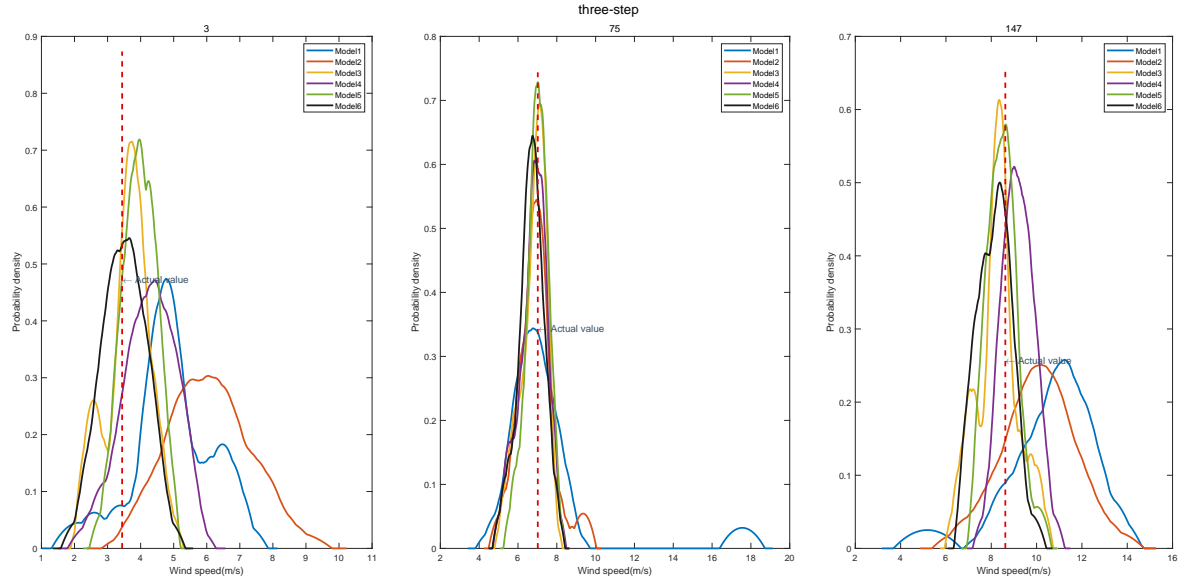 three-step
3
0.9
0.8
0.7
0.6
0.5
0.4
0.3
0.2
0.1
0
Probability density
Model1
Model2
Model3
Model4
Model5
Model6
← Actual value
1 2 3 4 5 6 7 8 9 10 11
Wind speed(m/s)
75
0.8
0.7
0.6
0.5
0.4
0.3
0.2
0.1
0
Probability density
Model1
Model2
Model3
Model4
Model5
Model6
← Actual value
2 4 6 8 10 12 14 16 18 20
Wind speed(m/s)
147
0.7
0.6
0.5
0.4
0.3
0.2
0.1
0
Probability density
Model1
Model2
Model3
Model4
Model5
Model6
← Actual value
2 4 6 8 10 12 14 16
Wind speed(m/s)